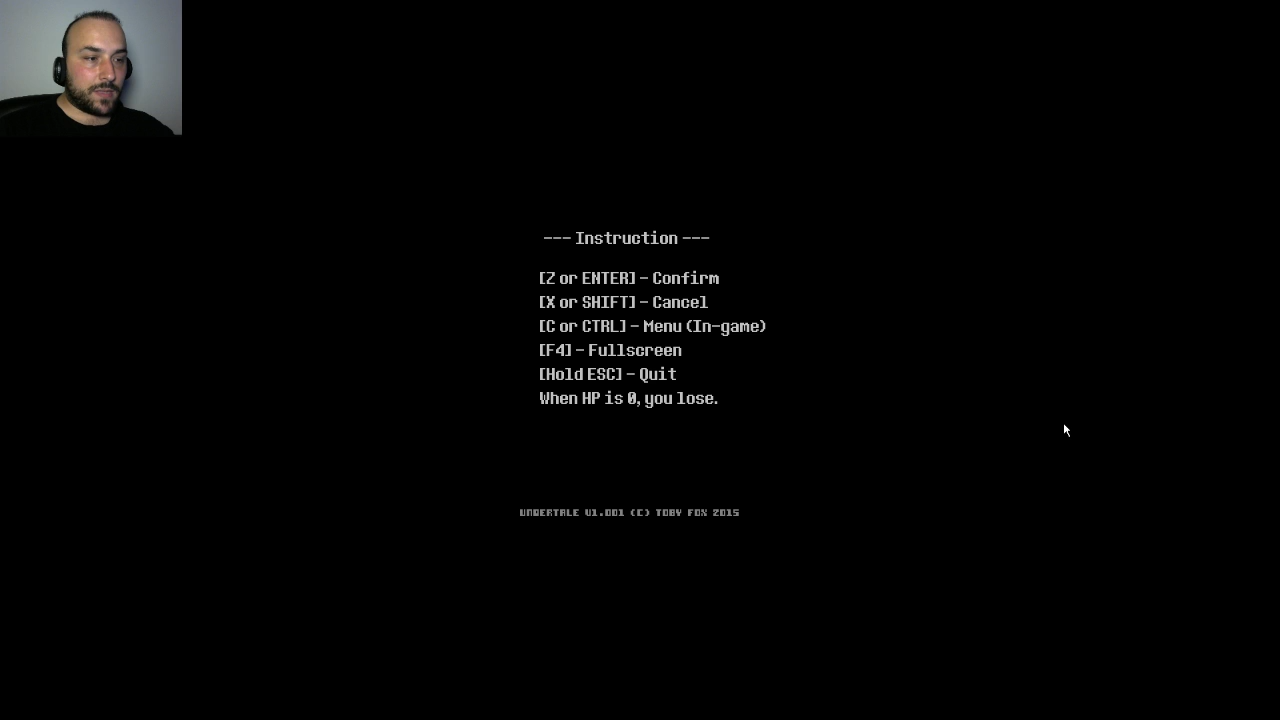 --- Instruction ---
[Z or ENTER] - Confirm
[X or SHIFT] - Cancel
[C or CTRL] - Menu (In-game)
[F4] - Fullscreen
[Hold ESC] - Quit
When HP is 0, you lose.
UNDERTALE V1.001 (C) TOBY FOX 2015